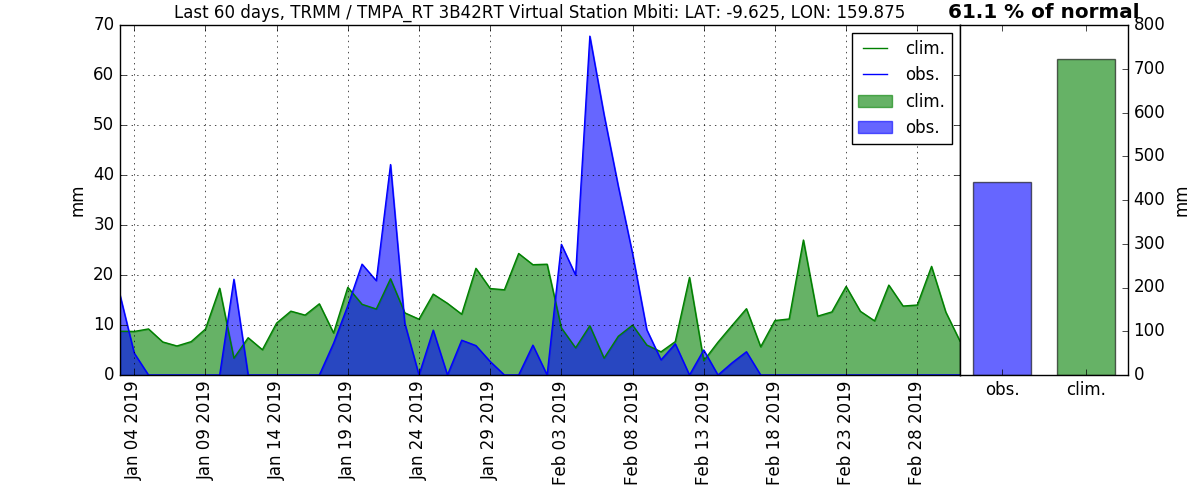 Last 60 days, TRMM / TMPA_RT 3B42RT Virtual Station Mbiti: LAT: -9.625, LON: 159.875
61.1 % of normal
70
60
50
40
30
20
10
0
mm
clim.
obs.
clim.
obs.
800
700
600
500
400
300
200
100
0
mm
Jan 04 2019
Jan 09 2019
Jan 14 2019
Jan 19 2019
Jan 24 2019
Jan 29 2019
Feb 03 2019
Feb 08 2019
Feb 13 2019
Feb 18 2019
Feb 23 2019
Feb 28 2019
obs.
clim.